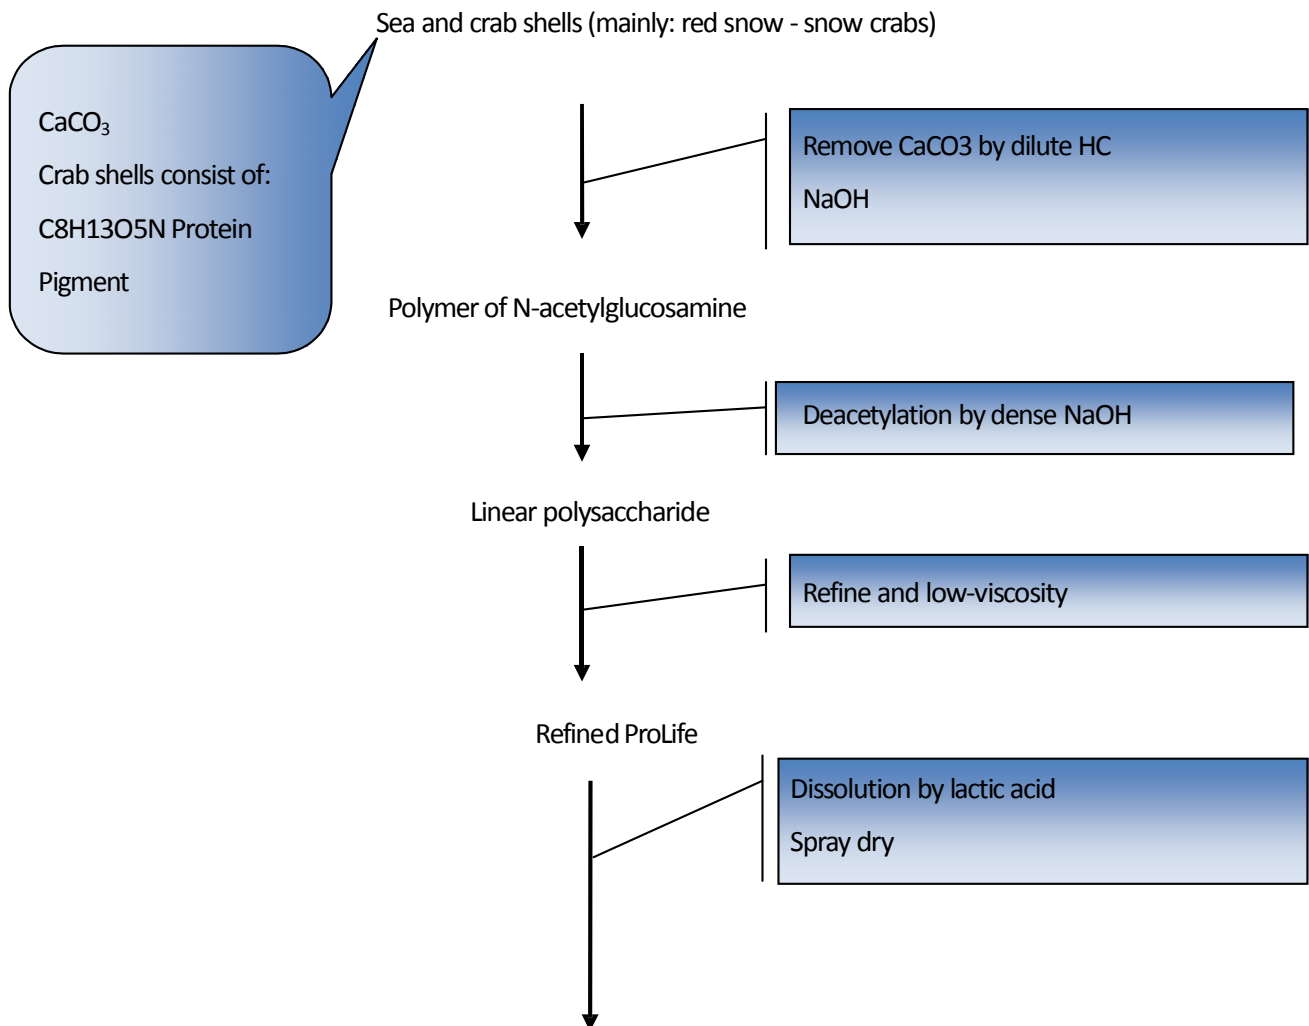 Sea and crab shells (mainly: red snow - snow crabs)
CaCO₃
Crab shells consist of:
C8H13O5N Protein
Pigment
Remove CaCO3 by dilute HC
NaOH
Polymer of N-acetylglucosamine
Deacetylation by dense NaOH
Linear polysaccharide
Refine and low-viscosity
Refined ProLife
Dissolution by lactic acid
Spray dry